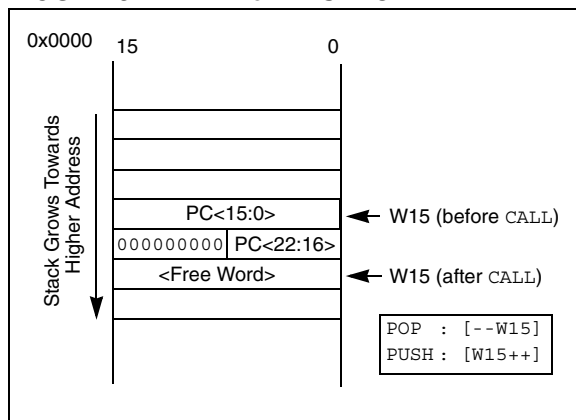 0x0000
15 0
Stack Grows Towards
Higher Address
PC<15:0>
W15 (before CALL)
000000000 PC<22:16>
<Free Word>
W15 (after CALL)
POP : [--W15]
PUSH : [W15++]